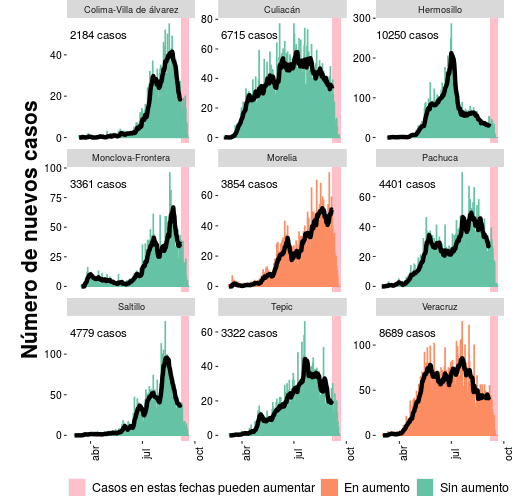 Número de nuevos casos
Colima-Villa de álvarez
2184 casos
40
20
0
Culiacán
6715 casos
80
60
40
20
0
Hermosillo
10250 casos
300
200
100
0
Monclova-Frontera
3361 casos
100
75
50
25
0
Morelia
3854 casos
60
40
20
0
Pachuca
4401 casos
60
40
20
0
Saltillo
4779 casos
100
50
0
Tepic
3322 casos
60
40
20
0
Veracruz
8689 casos
100
50
0
abr jul oct abr jul oct abr jul oct
Casos en estas fechas pueden aumentar En aumento Sin aumento